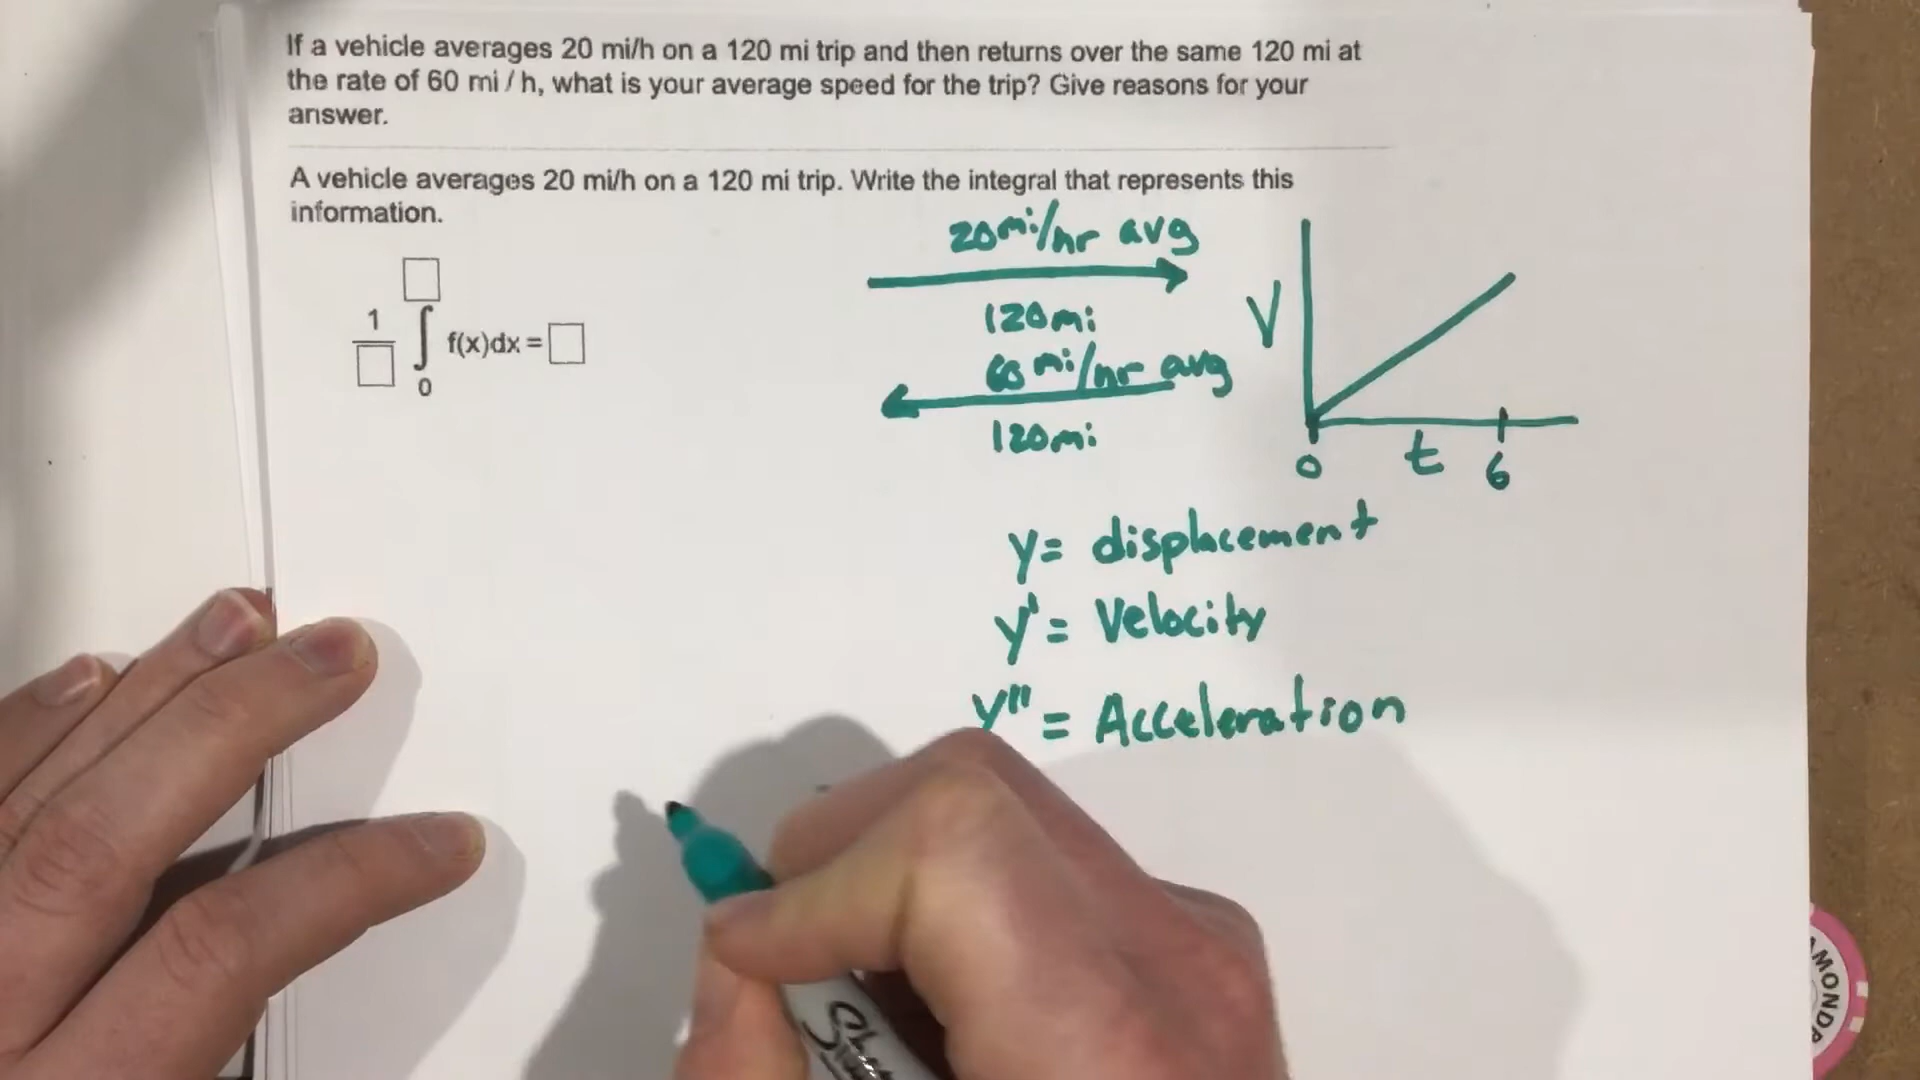 If a vehicle averages 20 mi/h on a 120 mi trip and then returns over the same 120 mi at
the rate of 60 mi / h, what is your average speed for the trip? Give reasons for your
answer.
A vehicle averages 20 mi/h on a 120 mi trip. Write the integral that represents this
information.
1/□ ∫ 0 □ f(x)dx = □
20mi/hr avg
120mi
60 mi/hr avg
120mi
V
0 t 6
y= displacement
y'= Velocity
y" = Acceleration